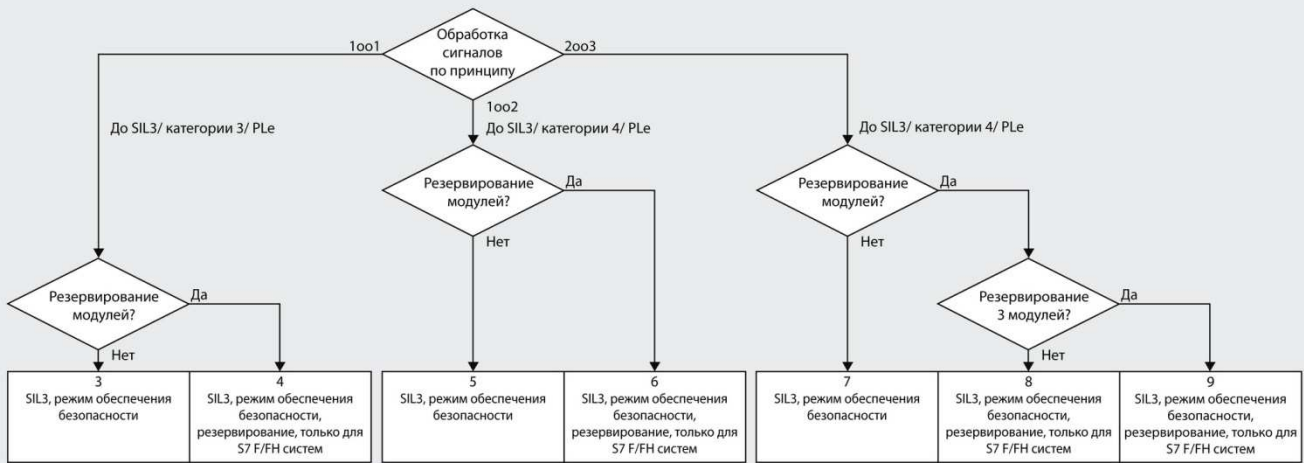 Обработка
сигналов
по принципу
1oo1
2oo3
1oo2
До SIL3/ категории 3/ PLe
До SIL3/ категории 4/ PLe
До SIL3/ категории 4/ PLe
Резервирование
модулей?
Да
Нет
Резервирование
модулей?
Да
Нет
Резервирование
модулей?
Да
Нет
Резервирование
3 модулей?
Да
Нет
3
SIL3, режим обеспечения
безопасности
4
SIL3, режим обеспечения
безопасности,
резервирование, только для
S7 F/FH систем
5
SIL3, режим обеспечения
безопасности
6
SIL3, режим обеспечения
безопасности,
резервирование, только для
S7 F/FH систем
7
SIL3, режим обеспечения
безопасности
8
SIL3, режим обеспечения
безопасности,
резервирование, только для
S7 F/FH систем
9
SIL3, режим обеспечения
безопасности,
резервирование, только для
S7 F/FH систем